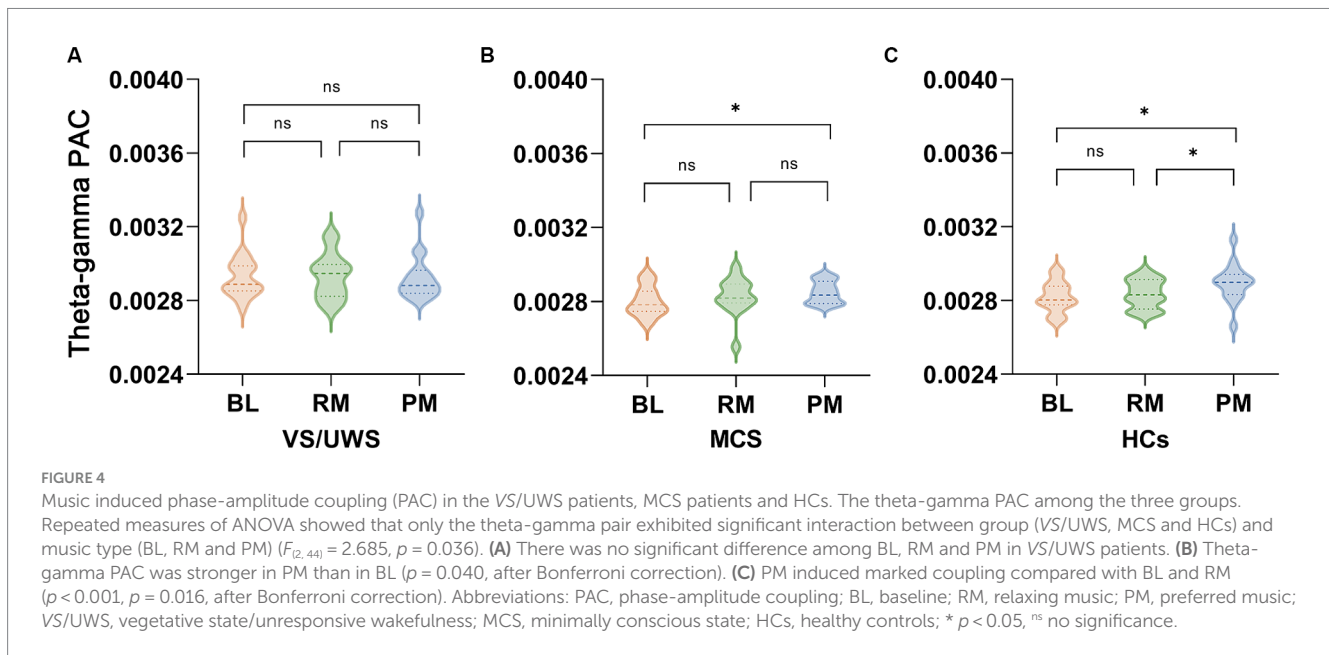 A
B
C
Theta-gamma PAC
0.0040
0.0036
0.0032
0.0028
0.0024
ns
ns
ns
BL
RM
PM
VS/UWS
0.0040
0.0036
0.0032
0.0028
0.0024
*
ns
ns
BL
RM
PM
MCS
0.0040
0.0036
0.0032
0.0028
0.0024
*
ns
*
BL
RM
PM
HCs
FIGURE 4
Music induced phase-amplitude coupling (PAC) in the VS/UWS patients, MCS patients and HCs. The theta-gamma PAC among the three groups.
Repeated measures of ANOVA showed that only the theta-gamma pair exhibited significant interaction between group (VS/UWS, MCS and HCs) and
music type (BL, RM and PM) (F(2, 44) = 2.685, p = 0.036). (A) There was no significant difference among BL, RM and PM in VS/UWS patients. (B) Theta-
gamma PAC was stronger in PM than in BL (p = 0.040, after Bonferroni correction). (C) PM induced marked coupling compared with BL and RM
(p < 0.001, p = 0.016, after Bonferroni correction). Abbreviations: PAC, phase-amplitude coupling; BL, baseline; RM, relaxing music; PM, preferred music;
VS/UWS, vegetative state/unresponsive wakefulness; MCS, minimally conscious state; HCs, healthy controls; * p < 0.05, ns no significance.